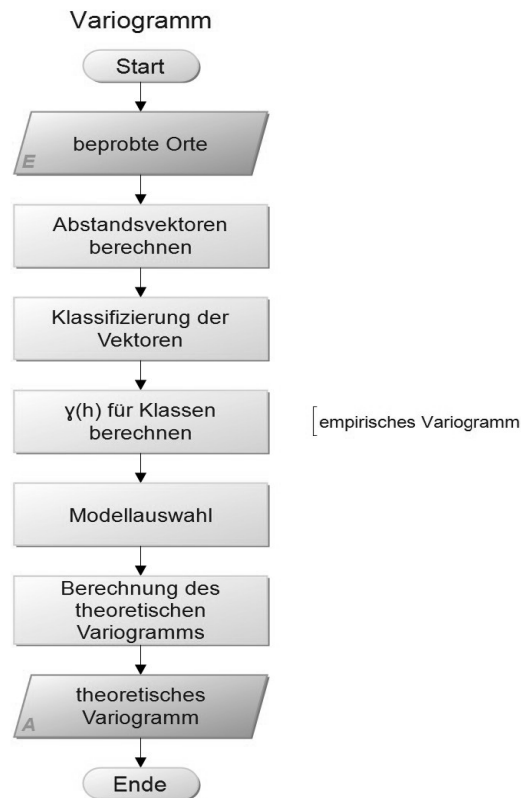 Variogramm
Start
beprobte Orte
E
Abstandsvektoren
berechnen
Klassifizierung der
Vektoren
ɣ(h) für Klassen
berechnen
empirisches Variogramm
Modellauswahl
Berechnung des
theoretischen
Variogramms
theoretisches
Variogramm
A
Ende